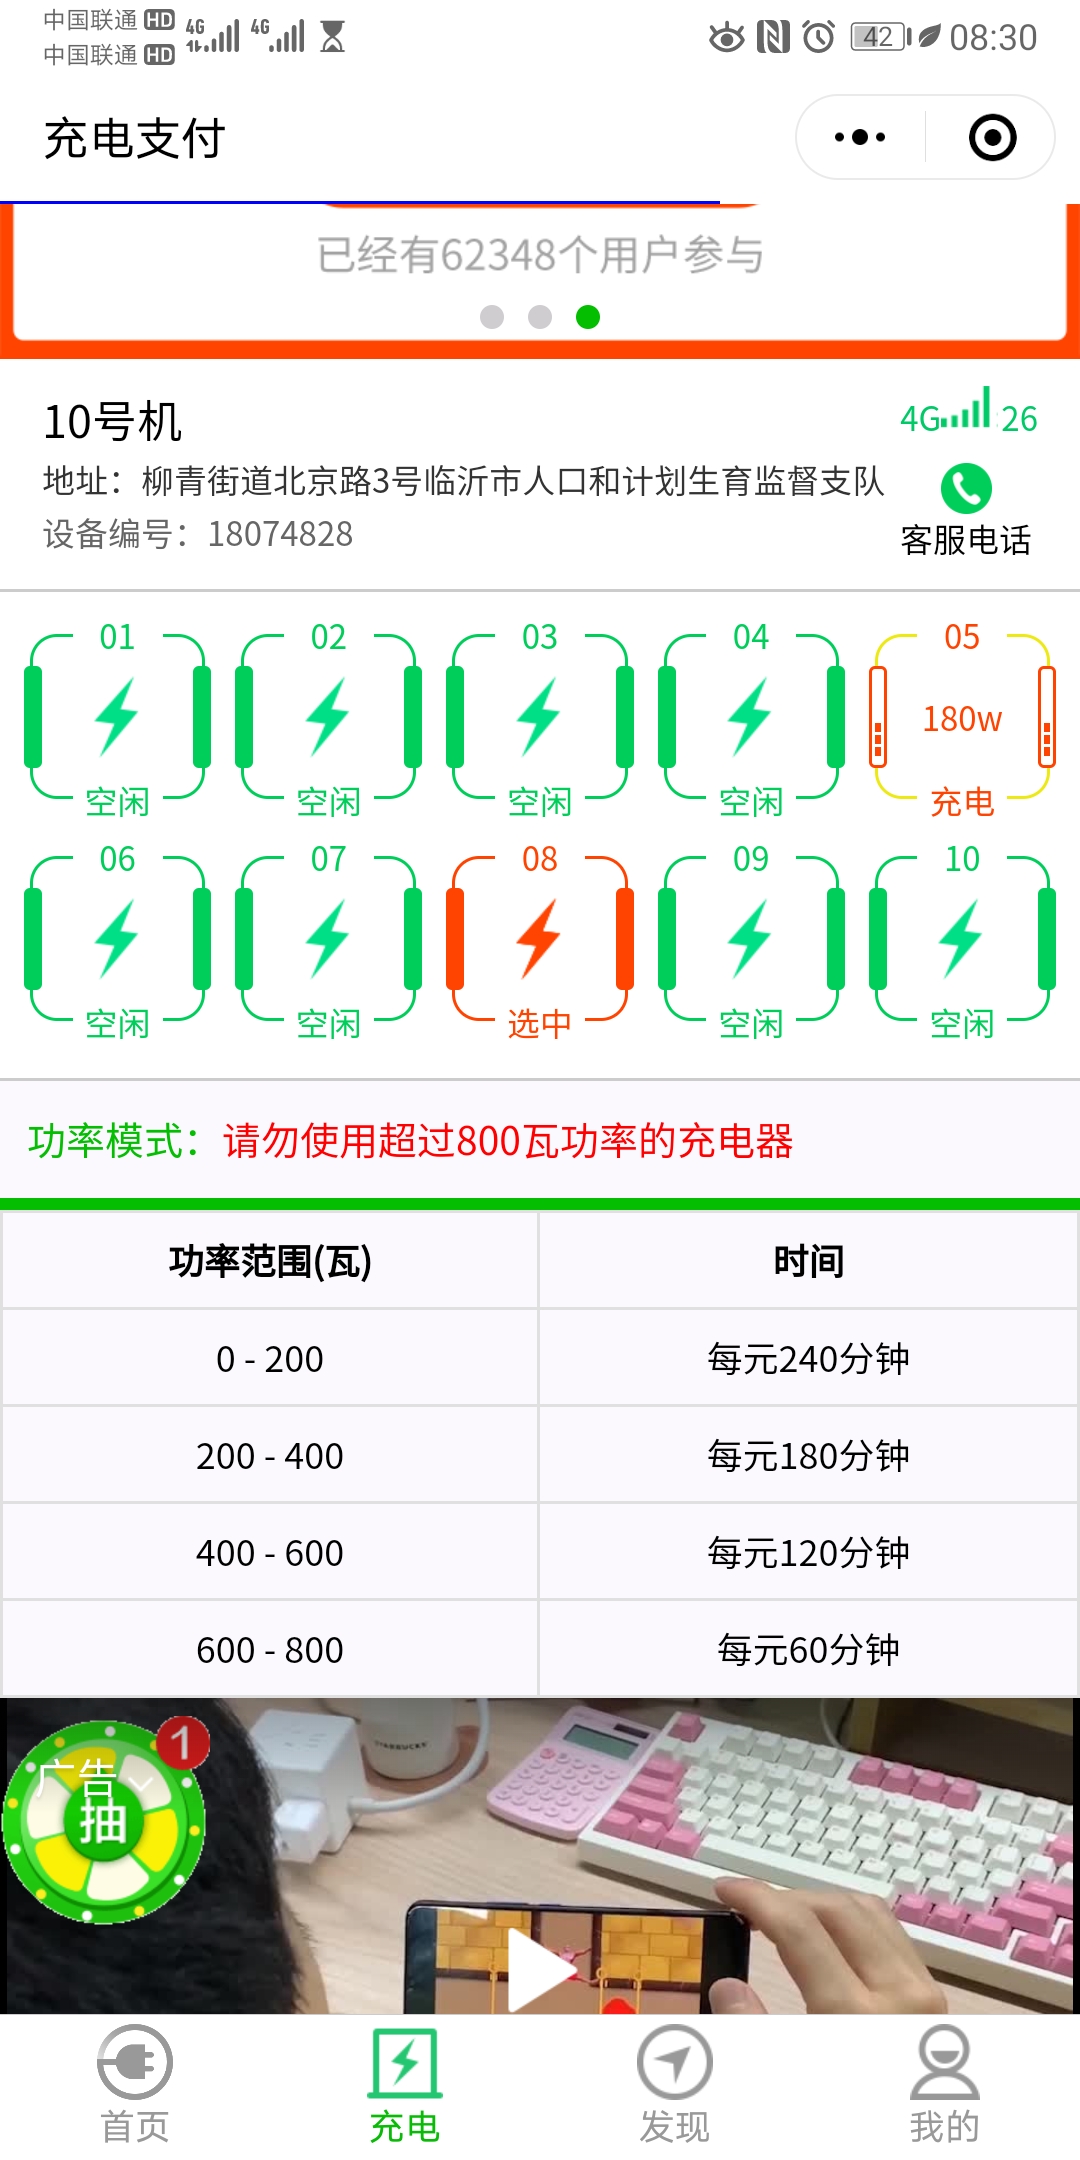 中国联通 HD 4G 4G 42 08:30
中国联通 HD
充电支付
已经有62348个用户参与
10号机
4G 26
地址：柳青街道北京路3号临沂市人口和计划生育监督支队
设备编号：18074828
客服电话
01 02 03 04 05
180w
空闲 空闲 空闲 空闲 充电
06 07 08 09 10
空闲 空闲 选中 空闲 空闲
功率模式：请勿使用超过800瓦功率的充电器
功率范围(瓦) 时间
0 - 200 每元240分钟
200 - 400 每元180分钟
400 - 600 每元120分钟
600 - 800 每元60分钟
1
广告
抽
STARBUCKS
首页 充电 发现 我的